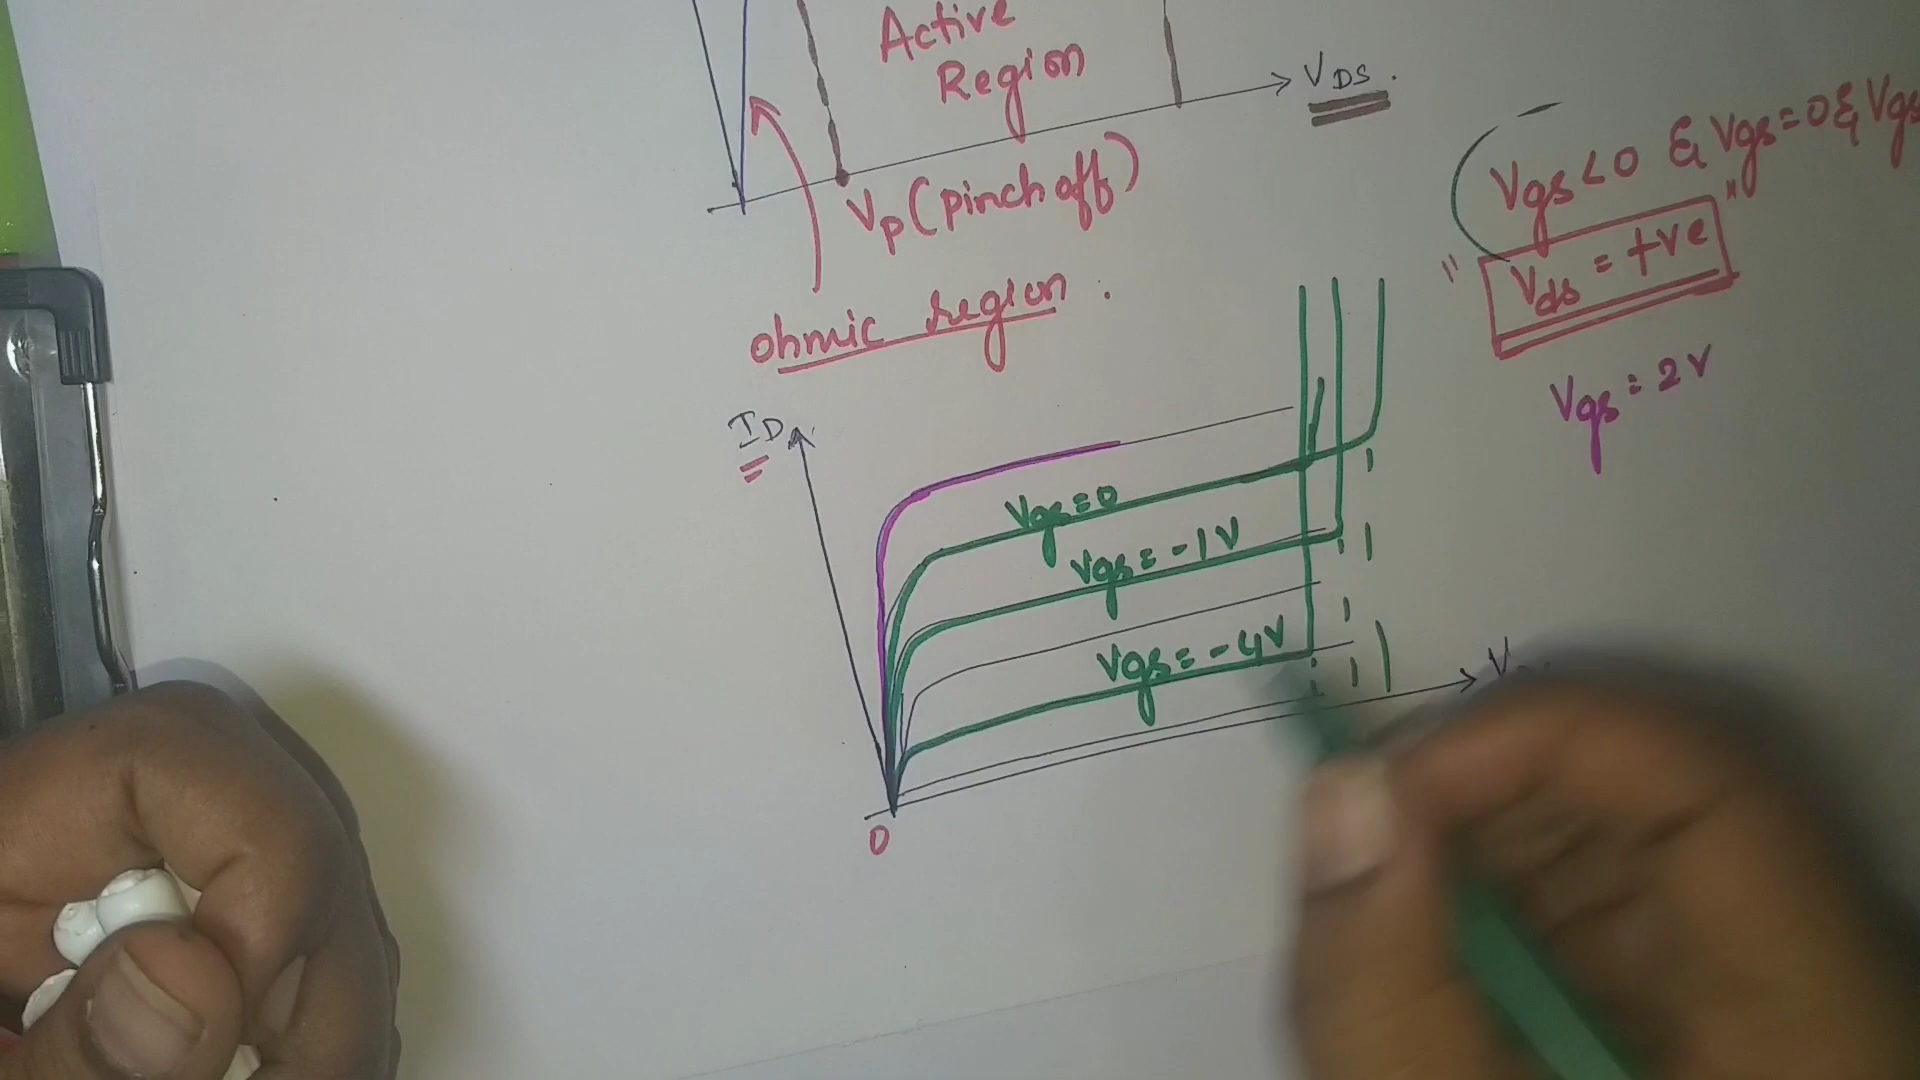 Active
Region
VDS.
Vp (pinch off)
ohmic region.
Vgs<0 & Vgs=0 & Vgs
"Vds = +ve"
Vgs = 2V
ID
Vgs=0
Vgs=-1V
Vgs=-4V
0